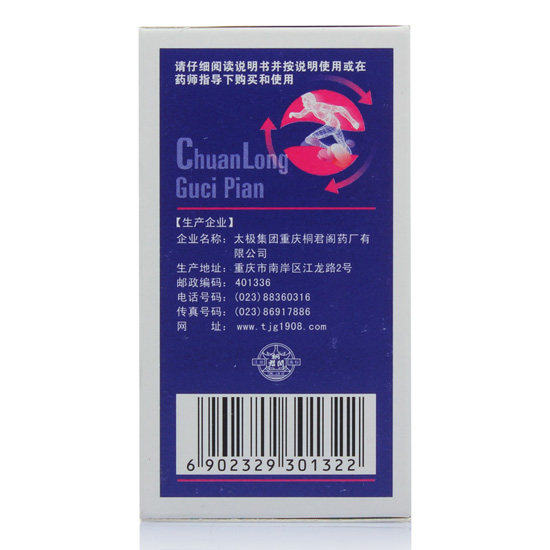 请仔细阅读说明书并按说明使用或在
药师指导下购买和使用
ChuanLong
Guci Pian
【生产企业】
企业名称：太极集团重庆桐君阁药厂有
限公司
生产地址：重庆市南岸区江龙路2号
邮政编码：401336
电话号码：(023)88360316
传真号码：(023)86917886
网　　址：www.tjg1908.com
6 902329 301322